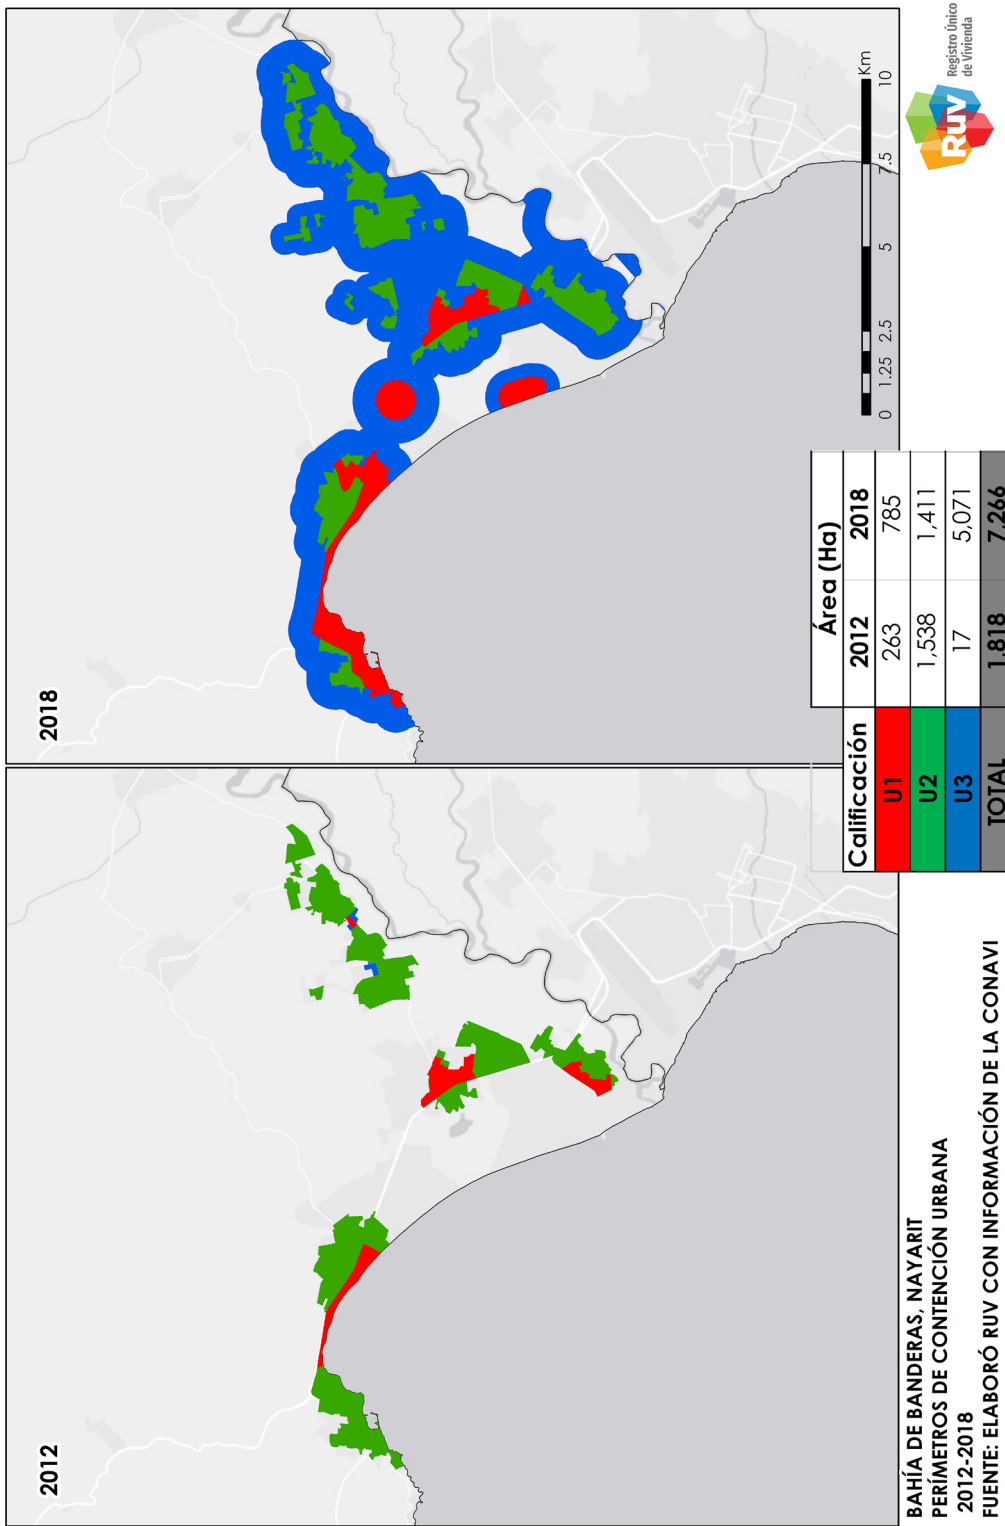 2012
2018
BAHÍA DE BANDERAS, NAYARIT
PERÍMETROS DE CONTENCIÓN URBANA
2012-2018
FUENTE: ELABORÓ RUV CON INFORMACIÓN DE LA CONAVI
Área (Ha)
Calificación 2012 2018
U1 263 785
U2 1,538 1,411
U3 17 5,071
TOTAL 1,818 7,266
0 1.25 2.5 5 7.5 10
Km
Ruv
Registro Único
de Vivienda